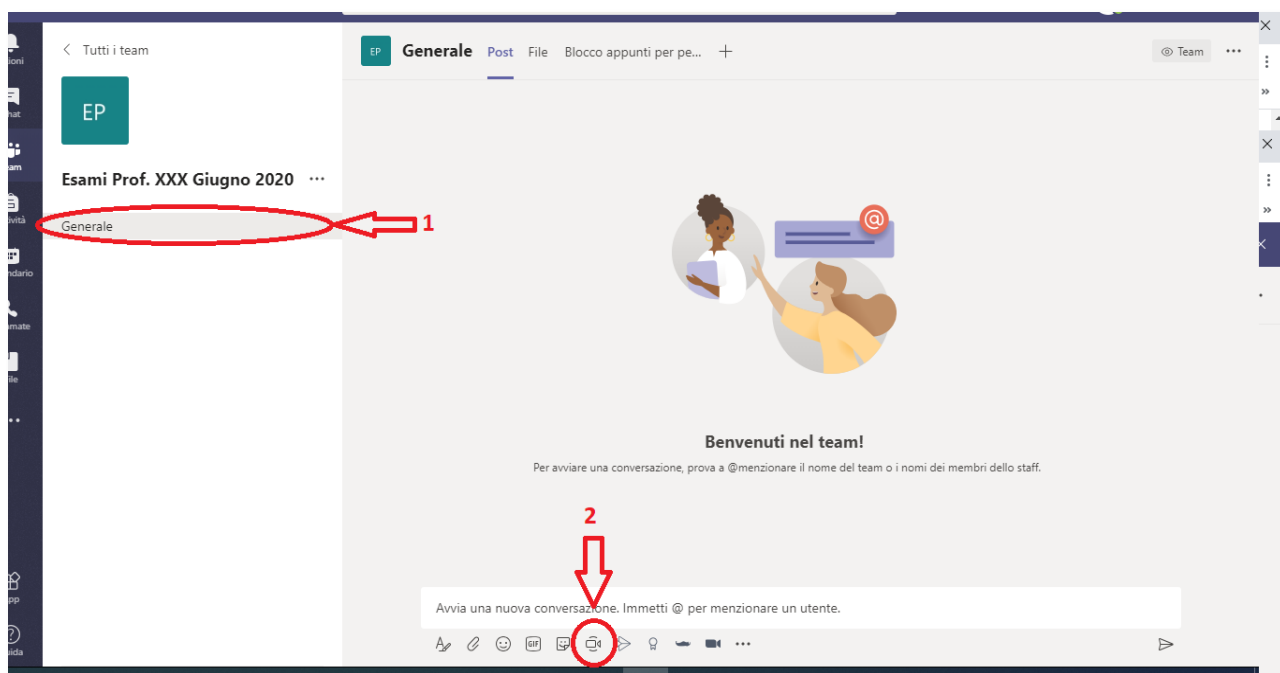 < Tutti i team
EP
Esami Prof. XXX Giugno 2020 ...
Generale
1
EP Generale Post File Blocco appunti per pe... +
Team ...
@
Benvenuti nel team!
Per avviare una conversazione, prova a @menzionare il nome del team o i nomi dei membri dello staff.
2
Avvia una nuova conversazione. Immetti @ per menzionare un utente.
GIF